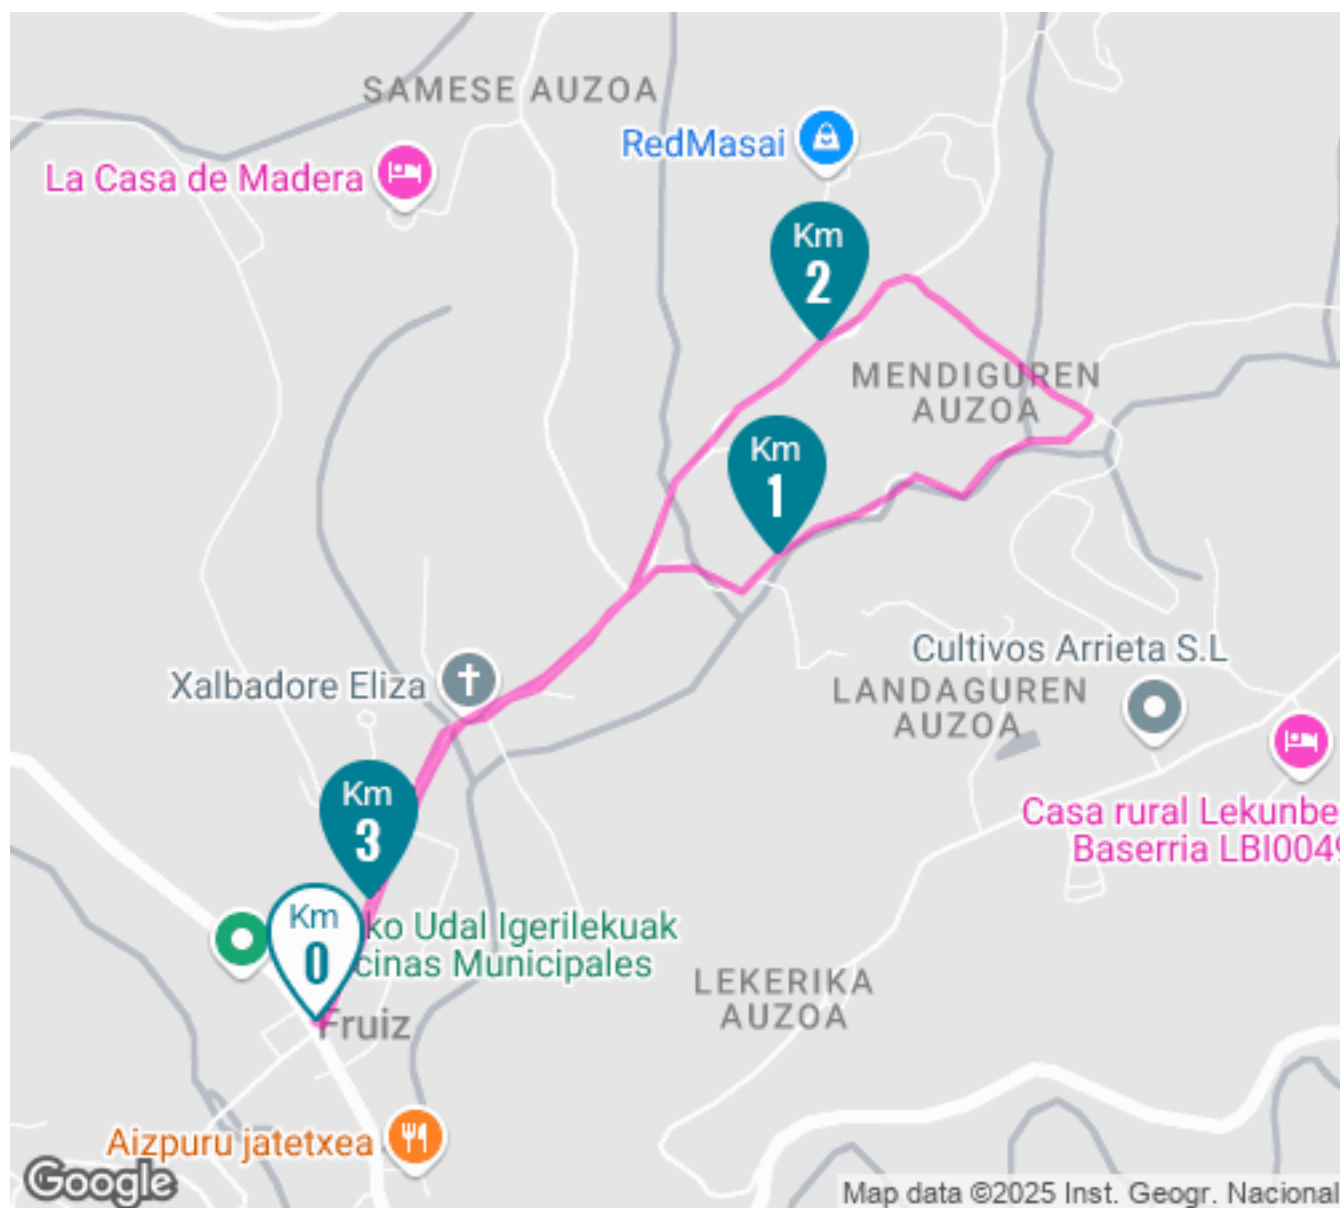 SAMESE AUZOA
RedMasai
La Casa de Madera
Km
2
MENDIGUREN
AUZOA
Km
1
Cultivos Arrieta S.L
Xalbadore Eliza
LANDAGUREN
AUZOA
Km
3
Casa rural Lekunbe
Baserria LBI0049
Km
0
ko Udal Igerilekuak
cinas Municipales
LEKERIKA
AUZOA
Fruiz
Aizpuru jatetxea
Google
Map data ©2025 Inst. Geogr. Nacional